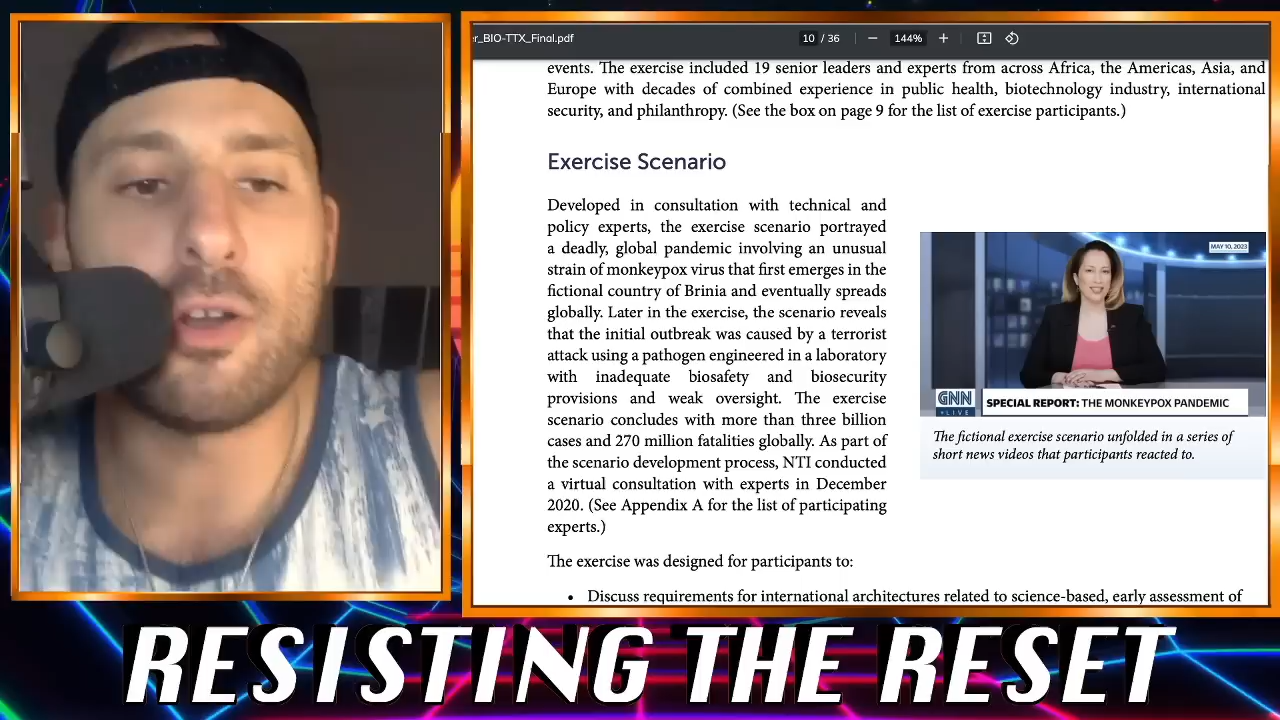 r_BIO-TTX_Final.pdf
10 / 36
144%
events. The exercise included 19 senior leaders and experts from across Africa, the Americas, Asia, and
Europe with decades of combined experience in public health, biotechnology industry, international
security, and philanthropy. (See the box on page 9 for the list of exercise participants.)
Exercise Scenario
Developed in consultation with technical and
policy experts, the exercise scenario portrayed
a deadly, global pandemic involving an unusual
strain of monkeypox virus that first emerges in the
fictional country of Brinia and eventually spreads
globally. Later in the exercise, the scenario reveals
that the initial outbreak was caused by a terrorist
attack using a pathogen engineered in a laboratory
with inadequate biosafety and biosecurity
provisions and weak oversight. The exercise
scenario concludes with more than three billion
cases and 270 million fatalities globally. As part of
the scenario development process, NTI conducted
a virtual consultation with experts in December
2020. (See Appendix A for the list of participating
experts.)
MAY 10, 2023
GNN
LIVE
SPECIAL REPORT: THE MONKEYPOX PANDEMIC
The fictional exercise scenario unfolded in a series of
short news videos that participants reacted to.
The exercise was designed for participants to:
• Discuss requirements for international architectures related to science-based, early assessment of
RESISTING THE RESET